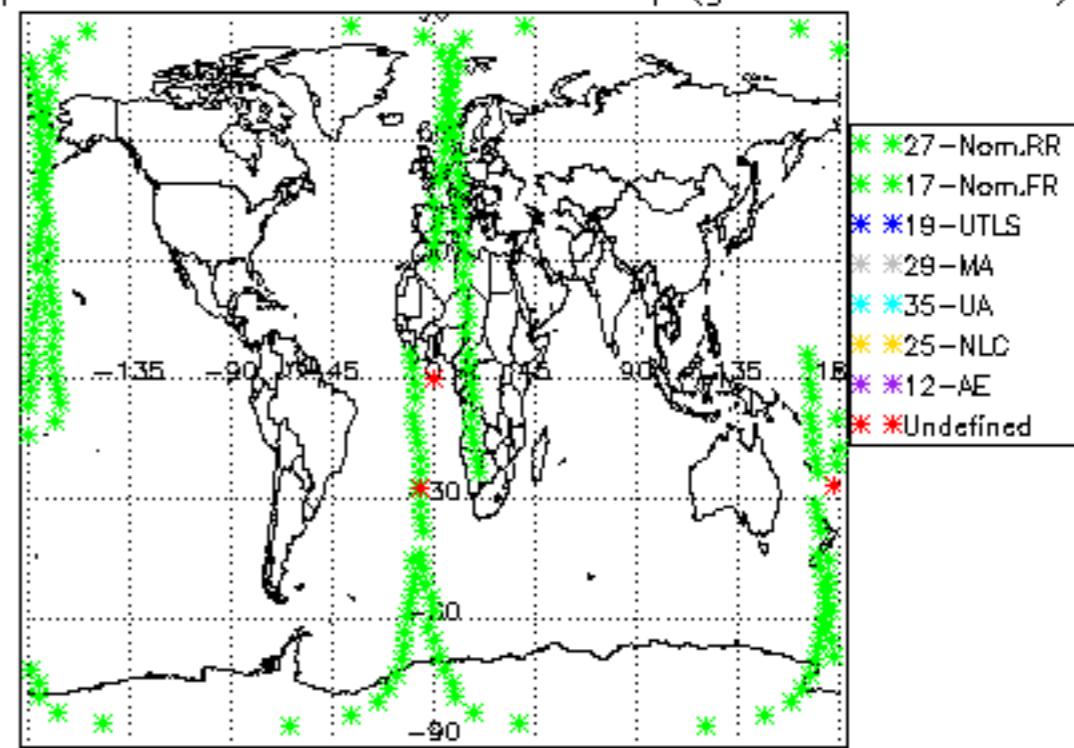 -135
-90
-45
45
90
135
-30
-60
-90
27-Nom.RR
17-Nom.FR
19-UTLS
29-MA
35-UA
25-NLC
12-AE
Undefined